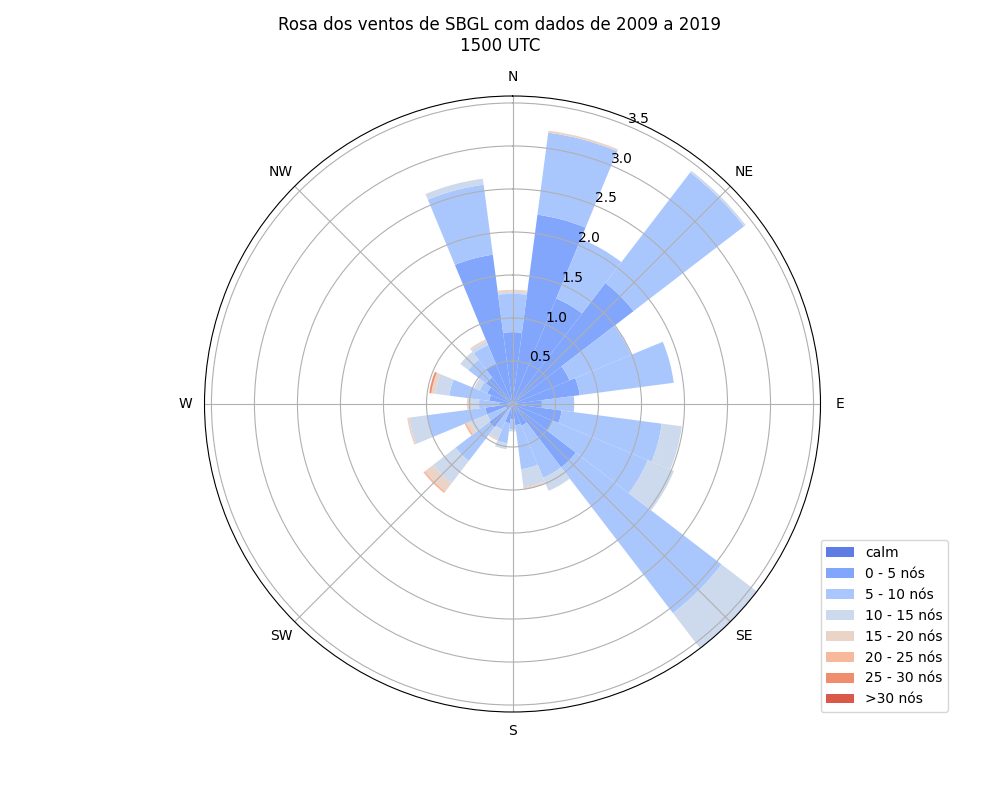 Rosa dos ventos de SBGL com dados de 2009 a 2019
1500 UTC
N
NW
NE
3.5
3.0
2.5
2.0
1.5
1.0
0.5
W
E
SW
SE
S
calm
0 - 5 nós
5 - 10 nós
10 - 15 nós
15 - 20 nós
20 - 25 nós
25 - 30 nós
>30 nós